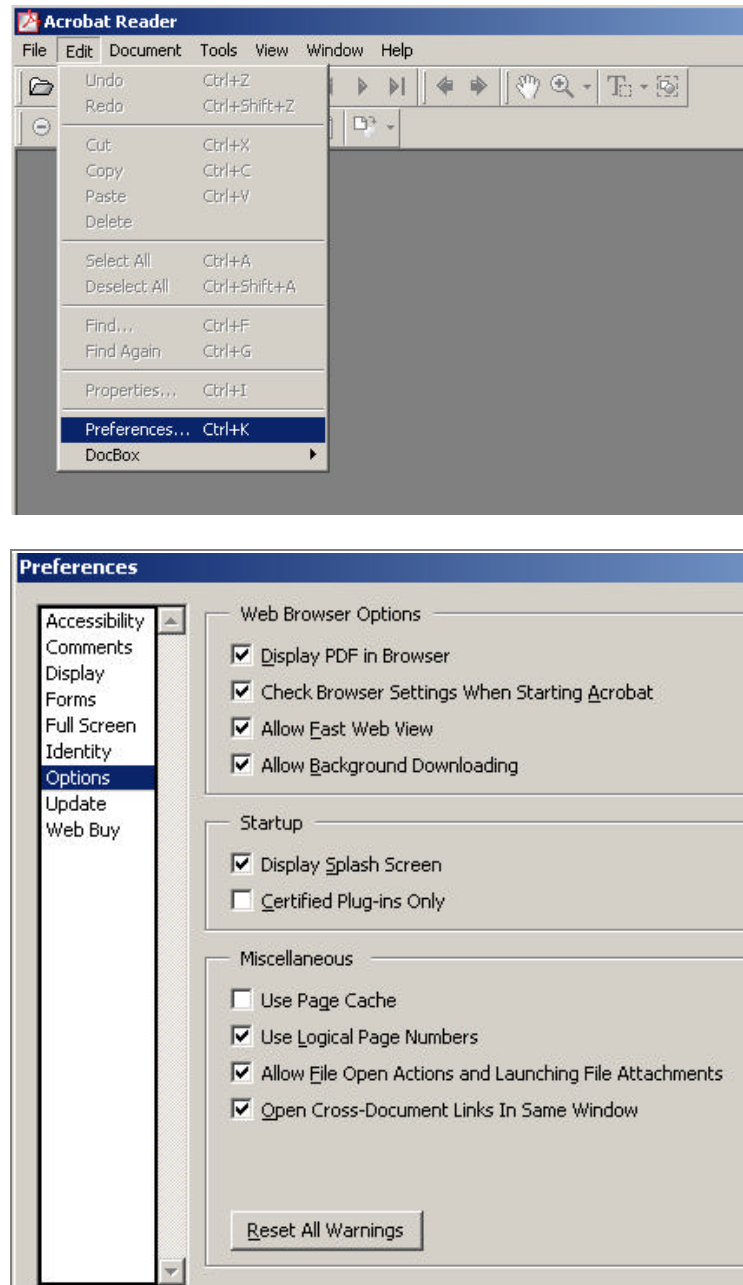 Acrobat Reader
File Edit Document Tools View Window Help
Undo Ctrl+Z
Redo Ctrl+Shift+Z
Cut Ctrl+X
Copy Ctrl+C
Paste Ctrl+V
Delete
Select All Ctrl+A
Deselect All Ctrl+Shift+A
Find... Ctrl+F
Find Again Ctrl+G
Properties... Ctrl+I
Preferences... Ctrl+K
DocBox
Preferences
Accessibility
Comments
Display
Forms
Full Screen
Identity
Options
Update
Web Buy
Web Browser Options
Display PDF in Browser
Check Browser Settings When Starting Acrobat
Allow Fast Web View
Allow Background Downloading
Startup
Display Splash Screen
Certified Plug-ins Only
Miscellaneous
Use Page Cache
Use Logical Page Numbers
Allow File Open Actions and Launching File Attachments
Open Cross-Document Links In Same Window
Reset All Warnings